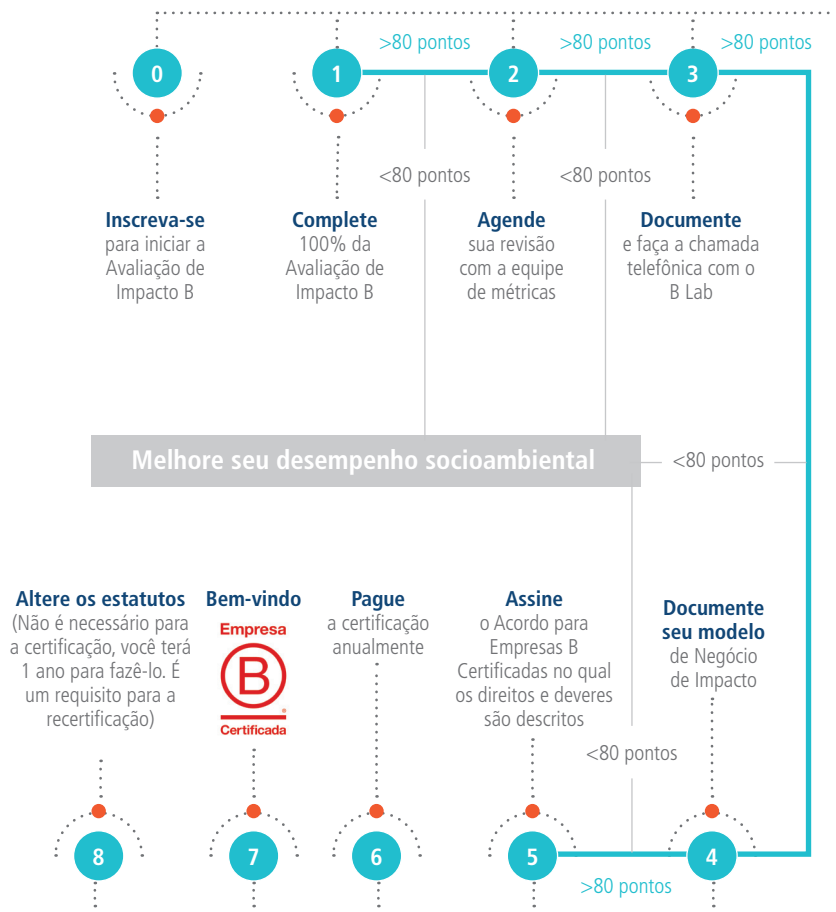 >80 pontos
>80 pontos
>80 pontos
0
1
2
3
<80 pontos
<80 pontos
Inscreva-se
para iniciar a
Avaliação de
Impacto B
Complete
100% da
Avaliação de
Impacto B
Agende
sua revisão
com a equipe
de métricas
Documente
e faça a chamada
telefônica com o
B Lab
Melhore seu desempenho socioambiental
<80 pontos
Altere os estatutos
(Não é necessário para
a certificação, você terá
1 ano para fazê-lo. É
um requisito para a
recertificação)
Bem-vindo
Empresa
B
Certificada
Pague
a certificação
anualmente
Assine
o Acordo para
Empresas B
Certificadas no qual
os direitos e deveres
são descritos
Documente
seu modelo
de Negócio
de Impacto
<80 pontos
8
7
6
5
4
>80 pontos